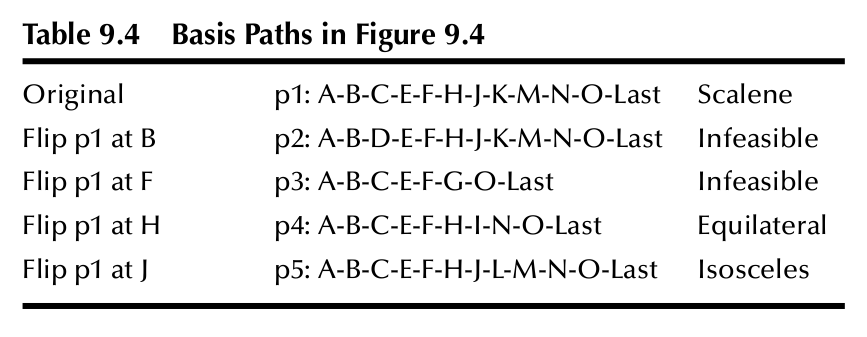 Table 9.4 Basis Paths in Figure 9.4
Original p1: A-B-C-E-F-H-J-K-M-N-O-Last Scalene
Flip p1 at B p2: A-B-D-E-F-H-J-K-M-N-O-Last Infeasible
Flip p1 at F p3: A-B-C-E-F-G-O-Last Infeasible
Flip p1 at H p4: A-B-C-E-F-H-I-N-O-Last Equilateral
Flip p1 at J p5: A-B-C-E-F-H-J-L-M-N-O-Last Isosceles